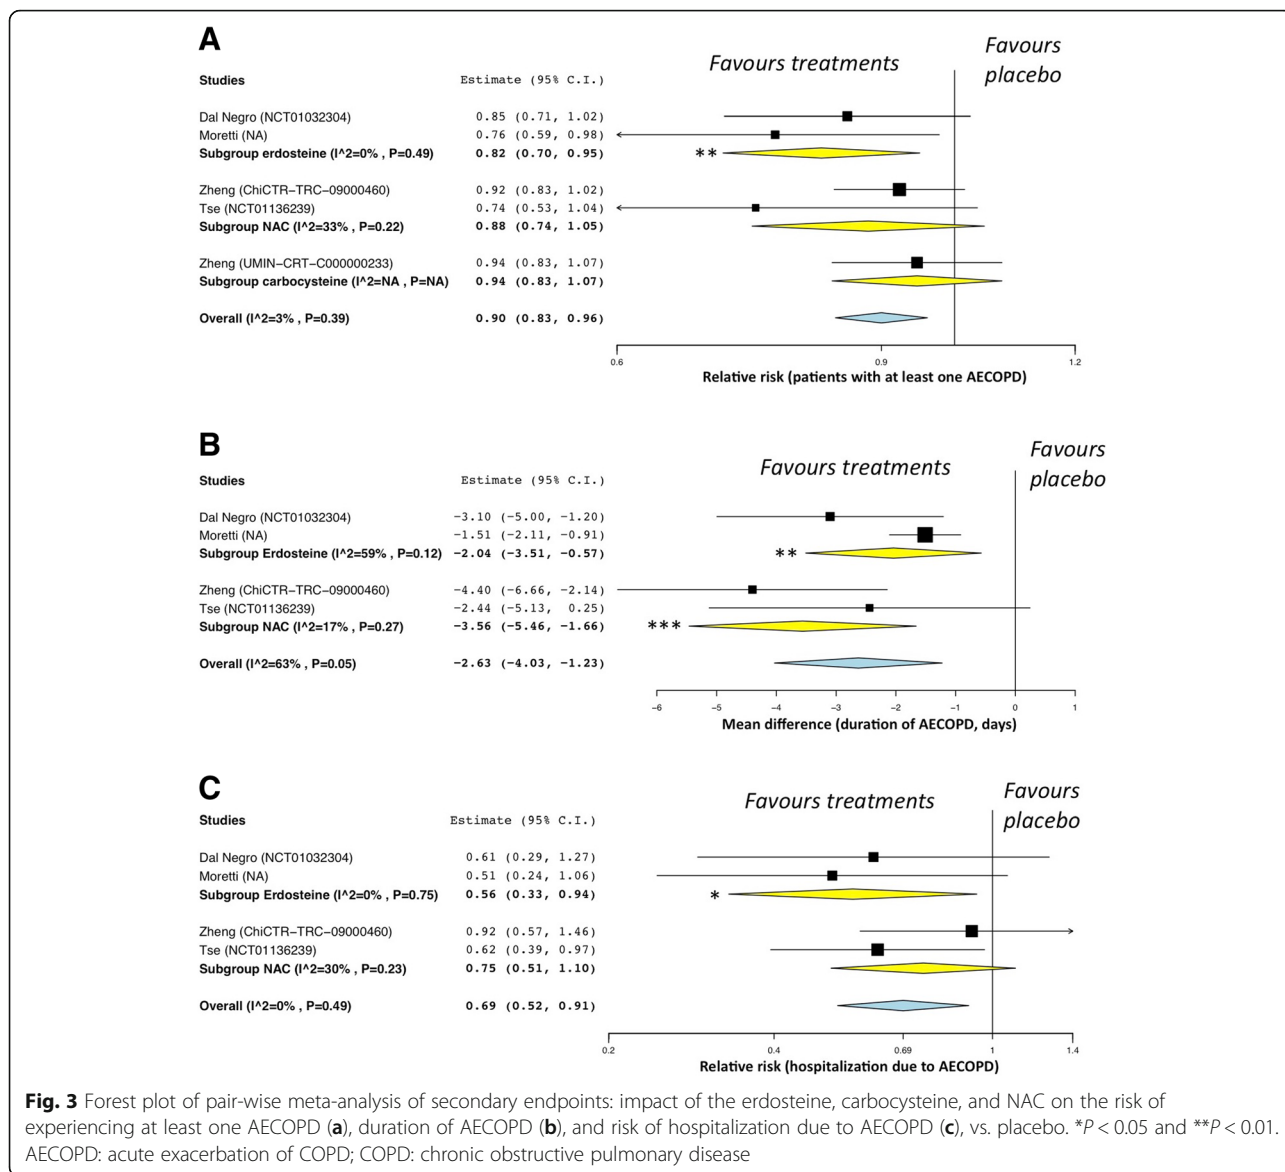 A
Favours treatments
Favours
placebo
Studies Estimate (95% C.I.)
Dal Negro (NCT01032304) 0.85 (0.71, 1.02)
Moretti (NA) 0.76 (0.59, 0.98)
Subgroup erdosteine (I^2=0% , P=0.49) 0.82 (0.70, 0.95) **
Zheng (ChiCTR−TRC−09000460) 0.92 (0.83, 1.02)
Tse (NCT01136239) 0.74 (0.53, 1.04)
Subgroup NAC (I^2=33% , P=0.22) 0.88 (0.74, 1.05)
Zheng (UMIN−CRT−C000000233) 0.94 (0.83, 1.07)
Subgroup carbocysteine (I^2=NA , P=NA) 0.94 (0.83, 1.07)
Overall (I^2=3% , P=0.39) 0.90 (0.83, 0.96)
0.6 0.9 1.2
Relative risk (patients with at least one AECOPD)
B
Favours treatments
Favours
placebo
Studies Estimate (95% C.I.)
Dal Negro (NCT01032304) −3.10 (−5.00, −1.20)
Moretti (NA) −1.51 (−2.11, −0.91)
Subgroup Erdosteine (I^2=59% , P=0.12) −2.04 (−3.51, −0.57) **
Zheng (ChiCTR−TRC−09000460) −4.40 (−6.66, −2.14)
Tse (NCT01136239) −2.44 (−5.13, 0.25)
Subgroup NAC (I^2=17% , P=0.27) −3.56 (−5.46, −1.66) ***
Overall (I^2=63% , P=0.05) −2.63 (−4.03, −1.23)
−6 −5 −4 −3 −2 −1 0 1
Mean difference (duration of AECOPD, days)
C
Favours treatments
Favours
placebo
Studies Estimate (95% C.I.)
Dal Negro (NCT01032304) 0.61 (0.29, 1.27)
Moretti (NA) 0.51 (0.24, 1.06)
Subgroup Erdosteine (I^2=0% , P=0.75) 0.56 (0.33, 0.94) *
Zheng (ChiCTR−TRC−09000460) 0.92 (0.57, 1.46)
Tse (NCT01136239) 0.62 (0.39, 0.97)
Subgroup NAC (I^2=30% , P=0.23) 0.75 (0.51, 1.10)
Overall (I^2=0% , P=0.49) 0.69 (0.52, 0.91)
0.2 0.4 0.69 1 1.4
Relative risk (hospitalization due to AECOPD)
Fig. 3 Forest plot of pair-wise meta-analysis of secondary endpoints: impact of the erdosteine, carbocysteine, and NAC on the risk of
experiencing at least one AECOPD (a), duration of AECOPD (b), and risk of hospitalization due to AECOPD (c), vs. placebo. *P < 0.05 and **P < 0.01.
AECOPD: acute exacerbation of COPD; COPD: chronic obstructive pulmonary disease